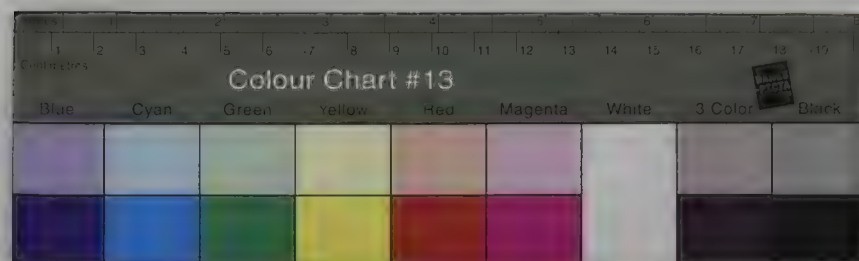 1 2 3 4 5 6 7
1 2 3 4 5 6 7 8 9 10 11 12 13 14 15 16 17 18 19
Centimetres
Colour Chart #13
Blue Cyan Green Yellow Red Magenta White 3 Color Black